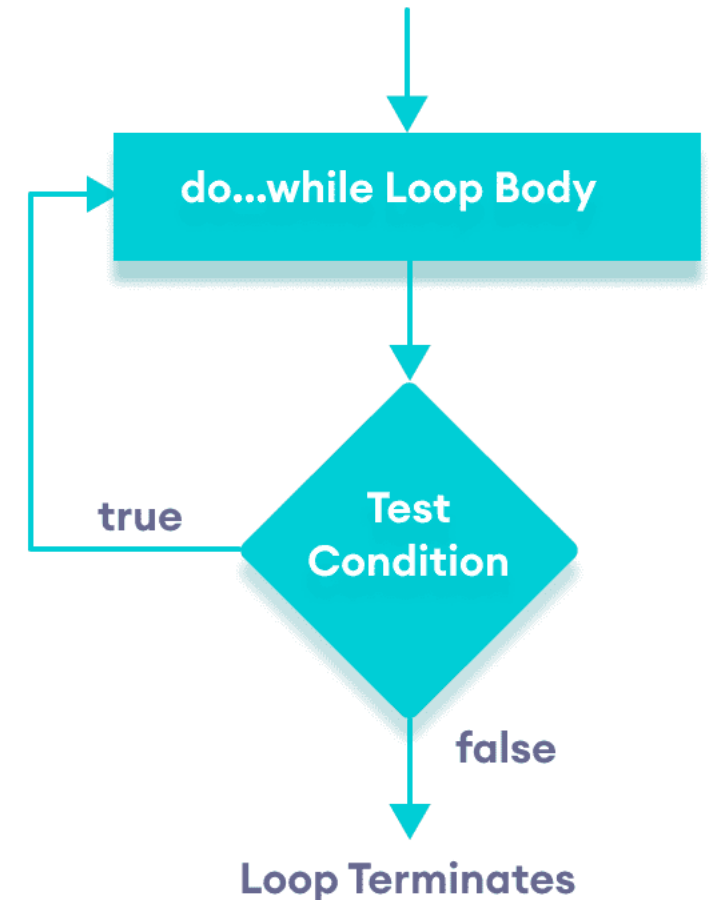 do...while Loop Body
true
Test
Condition
false
Loop Terminates